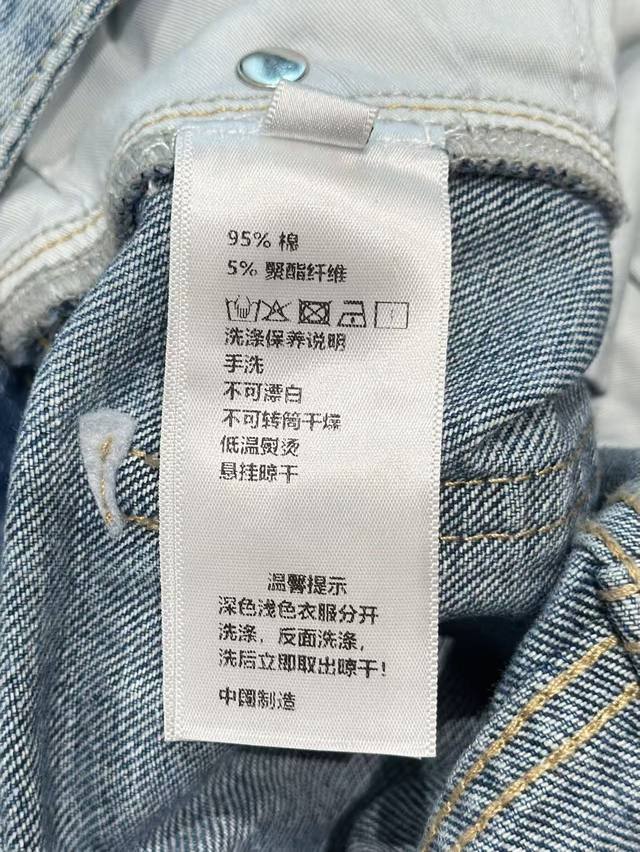 95% 棉
5% 聚酯纤维
洗涤保养说明
手洗
不可漂白
不可转筒干燥
低温熨烫
悬挂晾干
温馨提示
深色浅色衣服分开
洗涤，反面洗涤，
洗后立即取出晾干！
中国制造